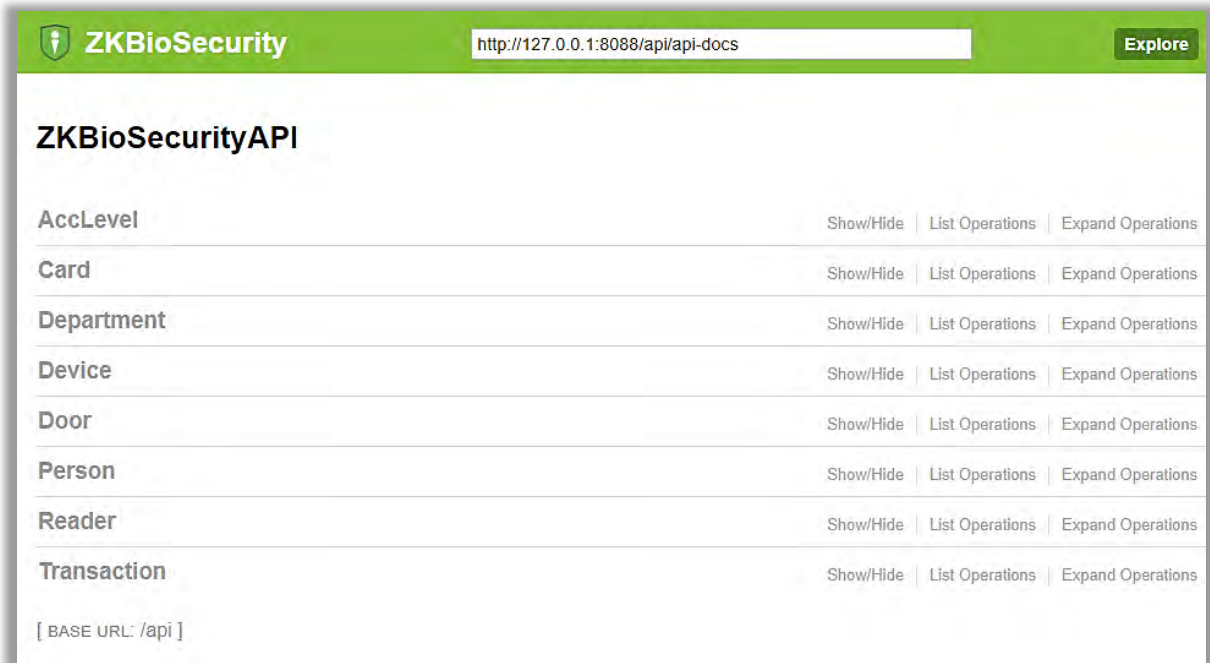 ZKBioSecurity http://127.0.0.1:8088/api/api-docs Explore
ZKBioSecurityAPI
AccLevel Show/Hide List Operations Expand Operations
Card Show/Hide List Operations Expand Operations
Department Show/Hide List Operations Expand Operations
Device Show/Hide List Operations Expand Operations
Door Show/Hide List Operations Expand Operations
Person Show/Hide List Operations Expand Operations
Reader Show/Hide List Operations Expand Operations
Transaction Show/Hide List Operations Expand Operations
[ BASE URL: /api ]